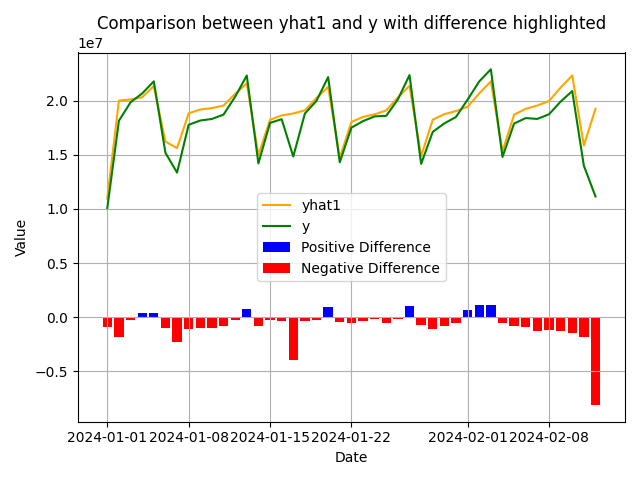 Comparison between yhat1 and y with difference highlighted
1e7
2.0
1.5
1.0
0.5
0.0
−0.5
Value
yhat1
y
Positive Difference
Negative Difference
2024-01-01 2024-01-08 2024-01-15 2024-01-22 2024-02-01 2024-02-08
Date